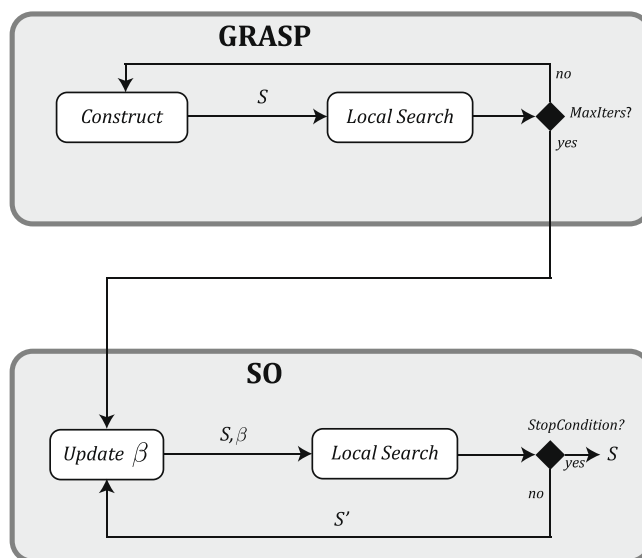 GRASP
no
Construct
S
Local Search
MaxIters?
yes
SO
StopCondition?
Update β
S, β
Local Search
yes
S
no
S'